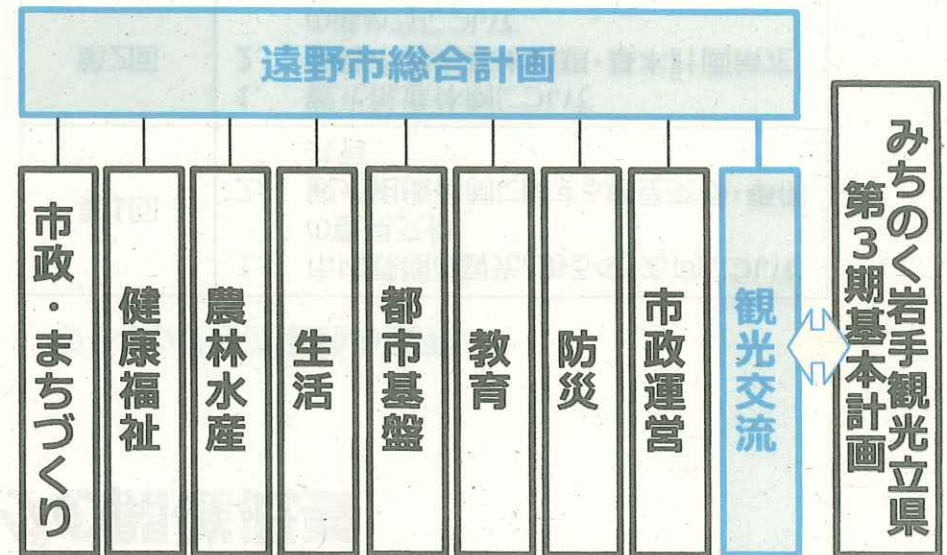 遠野市総合計画
市政・まちづくり
健康福祉
農林水産
生活
都市基盤
教育
防災
市政運営
観光交流
みちのく岩手観光立県
第3期基本計画